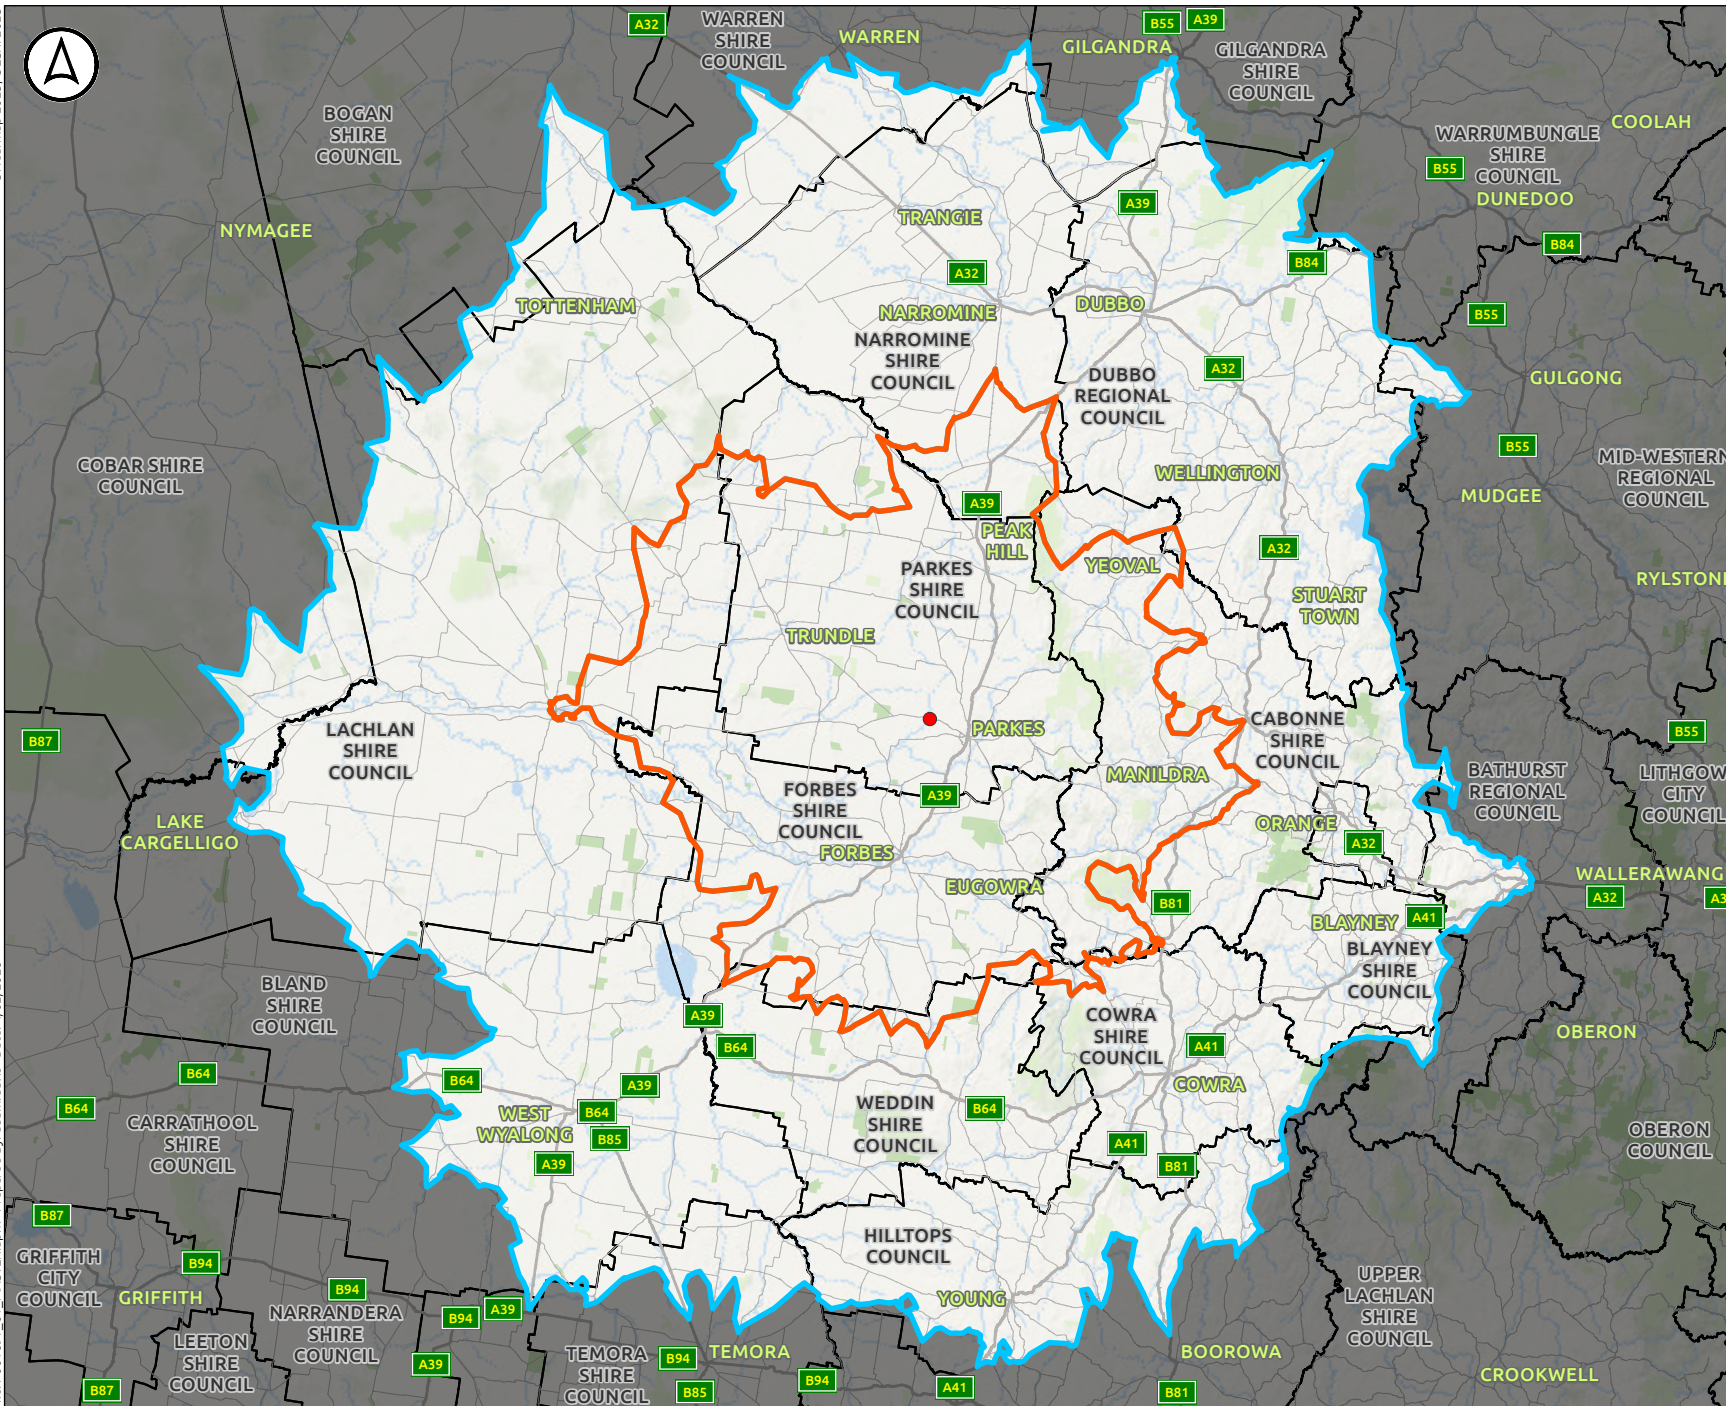 A32
WARREN
SHIRE
COUNCIL
WARREN
B55
A39
GILGANDRA
GILGANDRA
SHIRE
COUNCIL
BOGAN
SHIRE
COUNCIL
COOLAH
WARRUMBUNGLE
SHIRE
COUNCIL
B55
DUNEDOO
A39
TRANGIE
NYMAGEE
B84
B84
A32
TOTTENHAM
NARROMINE
DUBBO
B55
NARROMINE
SHIRE
COUNCIL
A32
DUBBO
REGIONAL
COUNCIL
GULGONG
B55
COBAR SHIRE
COUNCIL
WELLINGTON
MID-WESTERN
REGIONAL
COUNCIL
MUDGEE
A39
PEAK
HILL
A32
YEOVAL
PARKES
SHIRE
COUNCIL
RYLSTON
STUART
TOWN
TRUNDLE
LACHLAN
SHIRE
COUNCIL
PARKES
CABONNE
SHIRE
COUNCIL
B87
B55
MANILDRA
BATHURST
REGIONAL
COUNCIL
LITHGOW
CITY
COUNCIL
FORBES
SHIRE
COUNCIL
A39
LAKE
CARGELLIGO
ORANGE
A32
FORBES
EUGOWRA
WALLERAWANG
A32
B81
BLAYNEY
A41
BLAYNEY
SHIRE
COUNCIL
BLAND
SHIRE
COUNCIL
A39
COWRA
SHIRE
COUNCIL
OBERON
B64
A41
B64
B64
A39
COWRA
B64
B64
WEST
WYALONG
B85
WEDDIN
SHIRE
COUNCIL
B64
CARRATHOOL
SHIRE
COUNCIL
A41
OBERON
COUNCIL
A39
B81
B87
HILLTOPS
COUNCIL
GRIFFITH
CITY
COUNCIL
B94
B94
GRIFFITH
UPPER
LACHLAN
SHIRE
COUNCIL
YOUNG
NARRANDERA
SHIRE
COUNCIL
B94
A39
LEETON
SHIRE
COUNCIL
TEMORA
SHIRE
COUNCIL
B94
TEMORA
BOOROWA
A39
B94
CROOKWELL
B87
B85
A41
B81